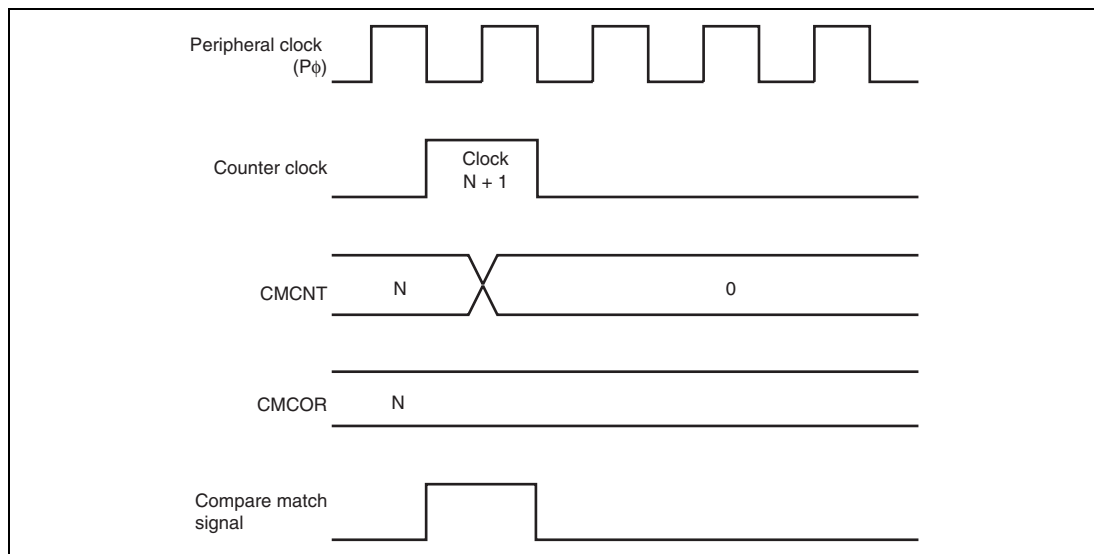 Peripheral clock
(Pϕ)
Counter clock
Clock
N + 1
CMCNT
N
0
CMCOR
N
Compare match
signal